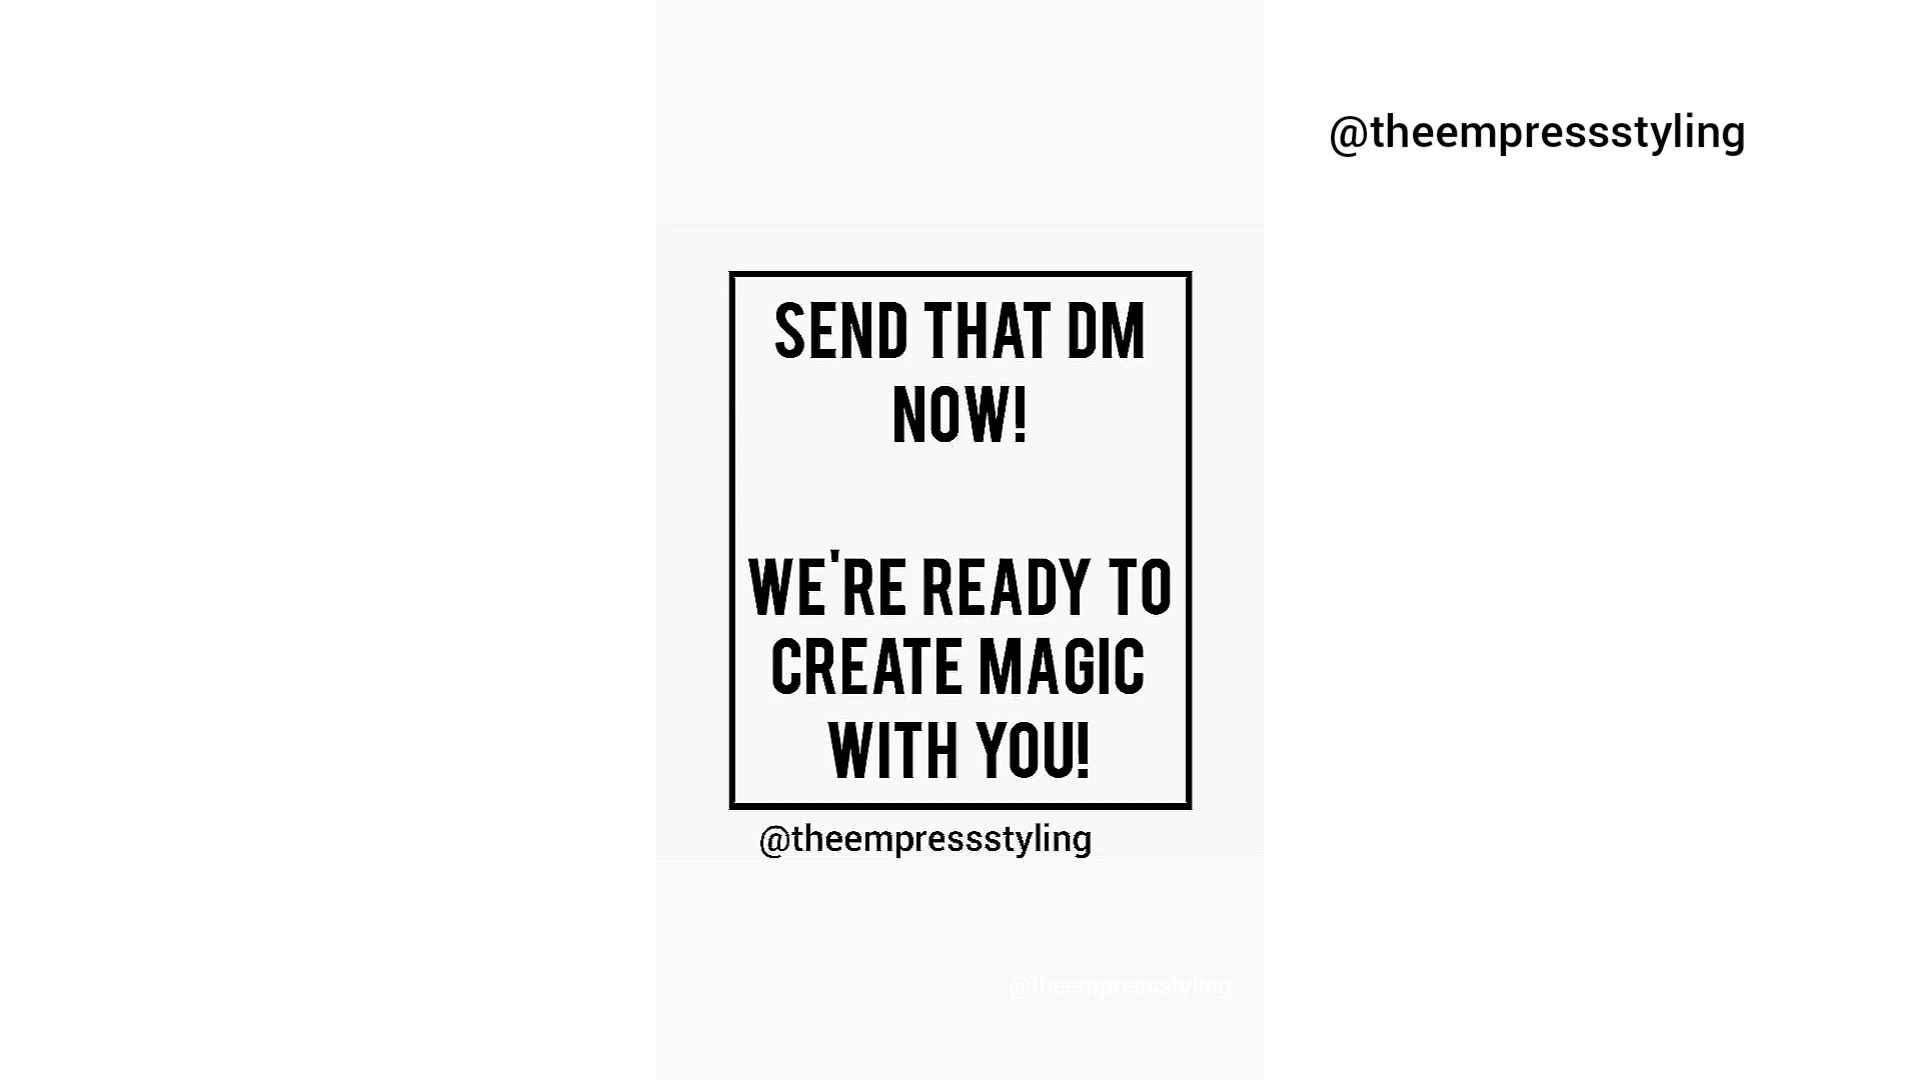 @theempressstyling
SEND THAT DM
NOW!
WE'RE READY TO
CREATE MAGIC
WITH YOU!
@theempressstyling
@theempressstyling